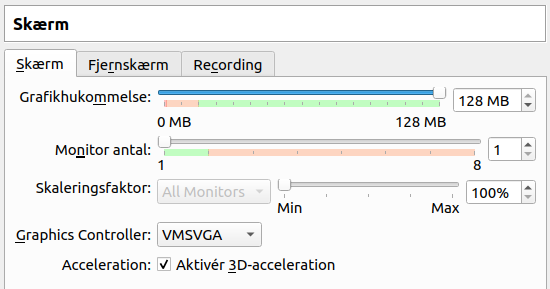 Skærm
Skærm Fjernskærm Recording
Grafikhukommelse: 128 MB
0 MB 128 MB
Monitor antal: 1
1 8
Skaleringsfaktor: All Monitors 100%
Min Max
Graphics Controller: VMSVGA
Acceleration: Aktivér 3D-acceleration